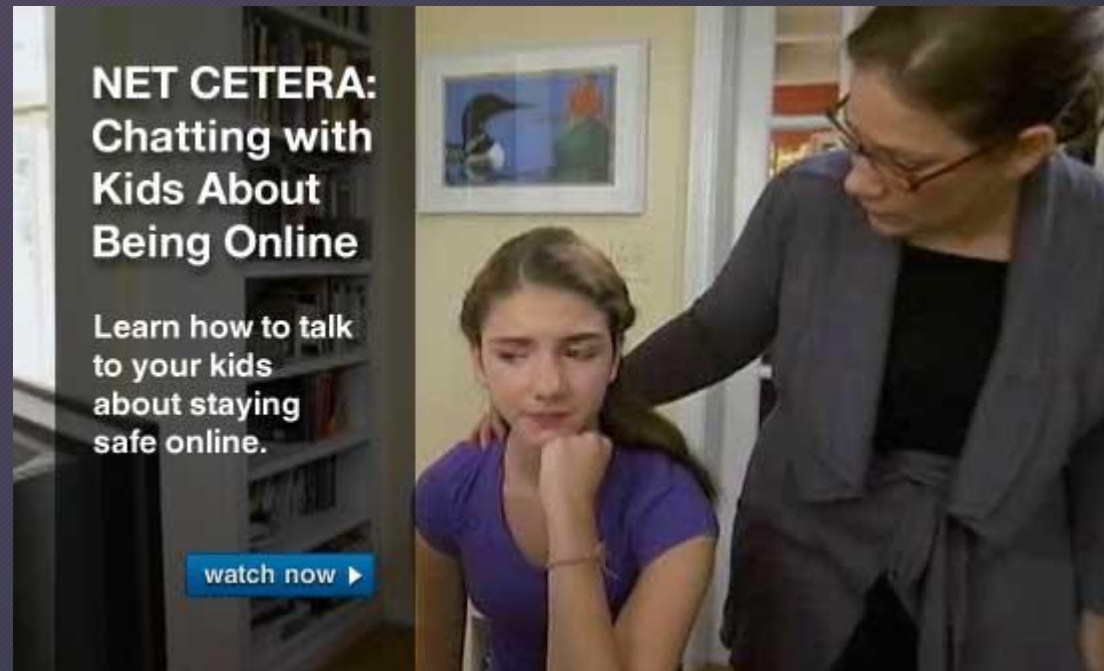 NET CETERA:
Chatting with
Kids About
Being Online
Learn how to talk
to your kids
about staying
safe online.
watch now